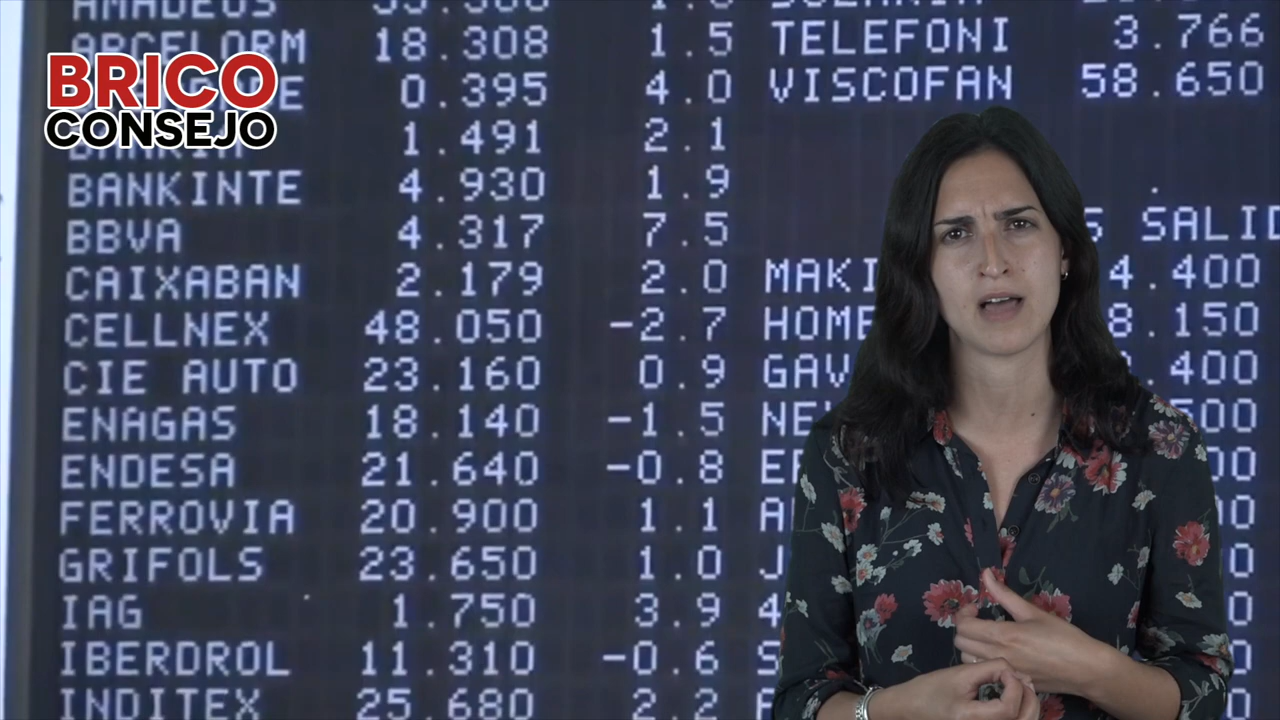 BRICO
CONSEJO
AMADEUS
ARCELORM 18.308 1.5
0.395 4.0
BANKIA 1.491 2.1
BANKINTE 4.930 1.9
BBVA 4.317 7.5
CAIXABAN 2.179 2.0
CELLNEX 48.050 -2.7
CIE AUTO 23.160 0.9
ENAGAS 18.140 -1.5
ENDESA 21.640 -0.8
FERROVIA 20.900 1.1
GRIFOLS 23.650 1.0
IAG 1.750 3.9
IBERDROL 11.310 -0.6
INDITEX 25.680 2.2
SOLARIA
TELEFONI 3.766
VISCOFAN 58.650